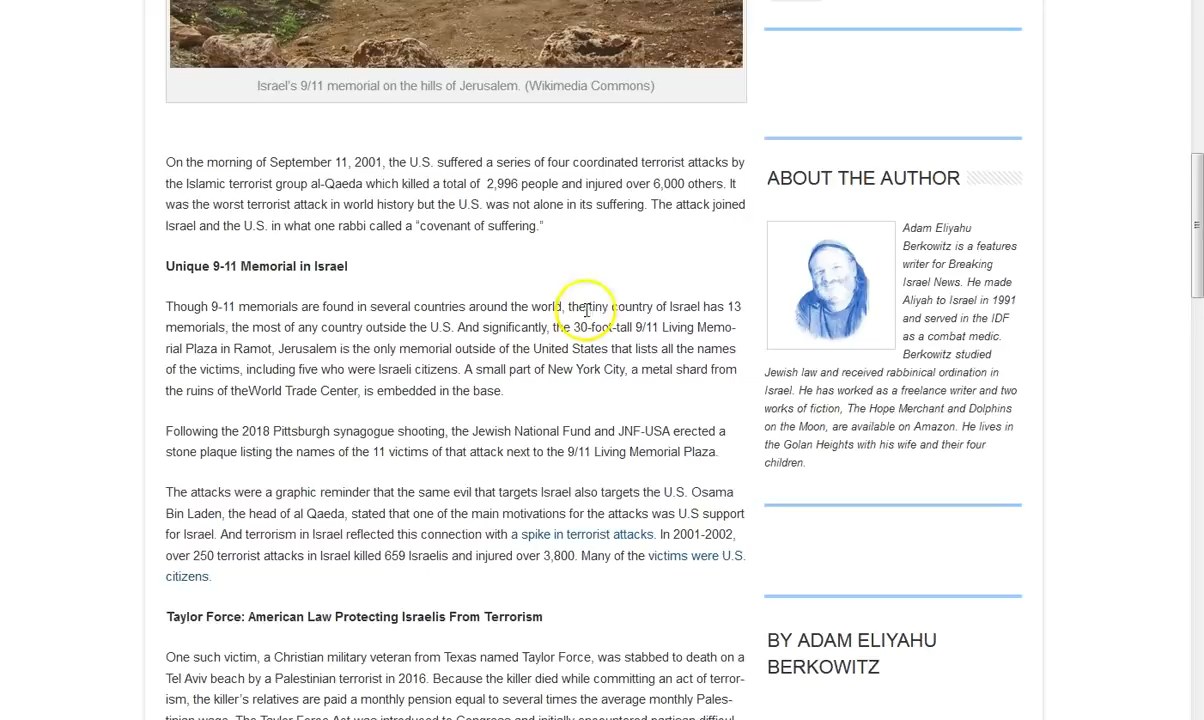 Israel's 9/11 memorial on the hills of Jerusalem. (Wikimedia Commons)
On the morning of September 11, 2001, the U.S. suffered a series of four coordinated terrorist attacks by
the Islamic terrorist group al-Qaeda which killed a total of 2,996 people and injured over 6,000 others. It
was the worst terrorist attack in world history but the U.S. was not alone in its suffering. The attack joined
Israel and the U.S. in what one rabbi called a “covenant of suffering.”
Unique 9-11 Memorial in Israel
Though 9-11 memorials are found in several countries around the world, the tiny country of Israel has 13
memorials, the most of any country outside the U.S. And significantly, the 30-foot-tall 9/11 Living Memo-
rial Plaza in Ramot, Jerusalem is the only memorial outside of the United States that lists all the names
of the victims, including five who were Israeli citizens. A small part of New York City, a metal shard from
the ruins of theWorld Trade Center, is embedded in the base.
Following the 2018 Pittsburgh synagogue shooting, the Jewish National Fund and JNF-USA erected a
stone plaque listing the names of the 11 victims of that attack next to the 9/11 Living Memorial Plaza.
The attacks were a graphic reminder that the same evil that targets Israel also targets the U.S. Osama
Bin Laden, the head of al Qaeda, stated that one of the main motivations for the attacks was U.S support
for Israel. And terrorism in Israel reflected this connection with a spike in terrorist attacks. In 2001-2002,
over 250 terrorist attacks in Israel killed 659 Israelis and injured over 3,800. Many of the victims were U.S.
citizens.
Taylor Force: American Law Protecting Israelis From Terrorism
One such victim, a Christian military veteran from Texas named Taylor Force, was stabbed to death on a
Tel Aviv beach by a Palestinian terrorist in 2016. Because the killer died while committing an act of terror-
ism, the killer's relatives are paid a monthly pension equal to several times the average monthly Pales-
tinian wage. The Taylor Force Act was introduced to Congress and initially encountered partisan difficul-
ABOUT THE AUTHOR
Adam Eliyahu
Berkowitz is a features
writer for Breaking
Israel News. He made
Aliyah to Israel in 1991
and served in the IDF
as a combat medic.
Berkowitz studied
Jewish law and received rabbinical ordination in
Israel. He has worked as a freelance writer and two
works of fiction, The Hope Merchant and Dolphins
on the Moon, are available on Amazon. He lives in
the Golan Heights with his wife and their four
children.
BY ADAM ELIYAHU
BERKOWITZ